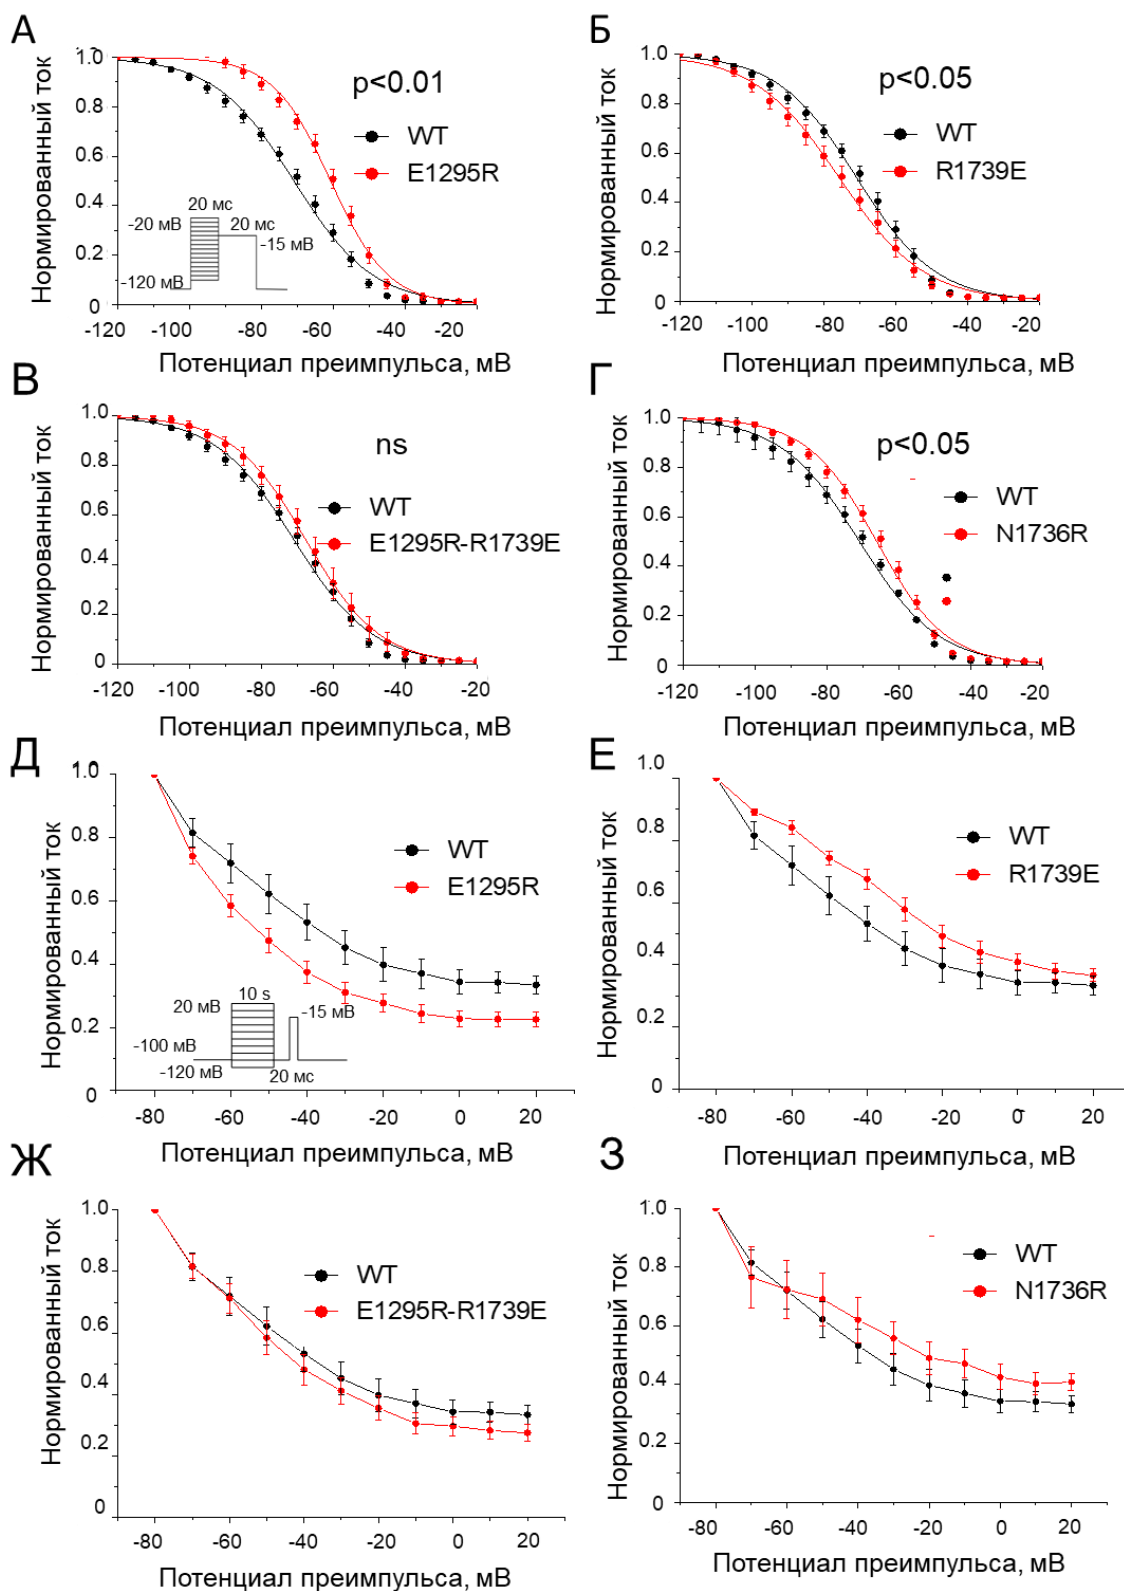 А
Нормированный ток
1.0
0.8
0.6
0.4
0.2
0
p<0.01
WT
E1295R
20 мс
-20 мВ
20 мс
-15 мВ
-120 мВ
-120
-100
-80
-60
-40
-20
Потенциал преимпульса, мВ
Б
Нормированный ток
1.0
0.8
0.6
0.4
0.2
0
p<0.05
WT
R1739E
-120
-100
-80
-60
-40
-20
Потенциал преимпульса, мВ
В
Нормированный ток
1.0
0.8
0.6
0.4
0.2
0
ns
WT
E1295R-R1739E
-120
-100
-80
-60
-40
-20
Потенциал преимпульса, мВ
Г
Нормированный ток
1.0
0.8
0.6
0.4
0.2
0
p<0.05
WT
N1736R
-120
-100
-80
-60
-40
-20
Потенциал преимпульса, мВ
Д
Нормированный ток
1.0
0.8
0.6
0.4
0.2
0
WT
E1295R
10 s
20 мВ
-15 мВ
-100 мВ
-120 мВ
20 мс
-80
-60
-40
-20
0
20
Потенциал преимпульса, мВ
Е
Нормированный ток
1.0
0.8
0.6
0.4
0.2
0
WT
R1739E
-80
-60
-40
-20
0
20
Потенциал преимпульса, мВ
Ж
Нормированный ток
1.0
0.8
0.6
0.4
0.2
0
WT
E1295R-R1739E
-80
-60
-40
-20
0
20
Потенциал преимпульса, мВ
З
Нормированный ток
1.0
0.8
0.6
0.4
0.2
0
WT
N1736R
-80
-60
-40
-20
0
20
Потенциал преимпульса, мВ